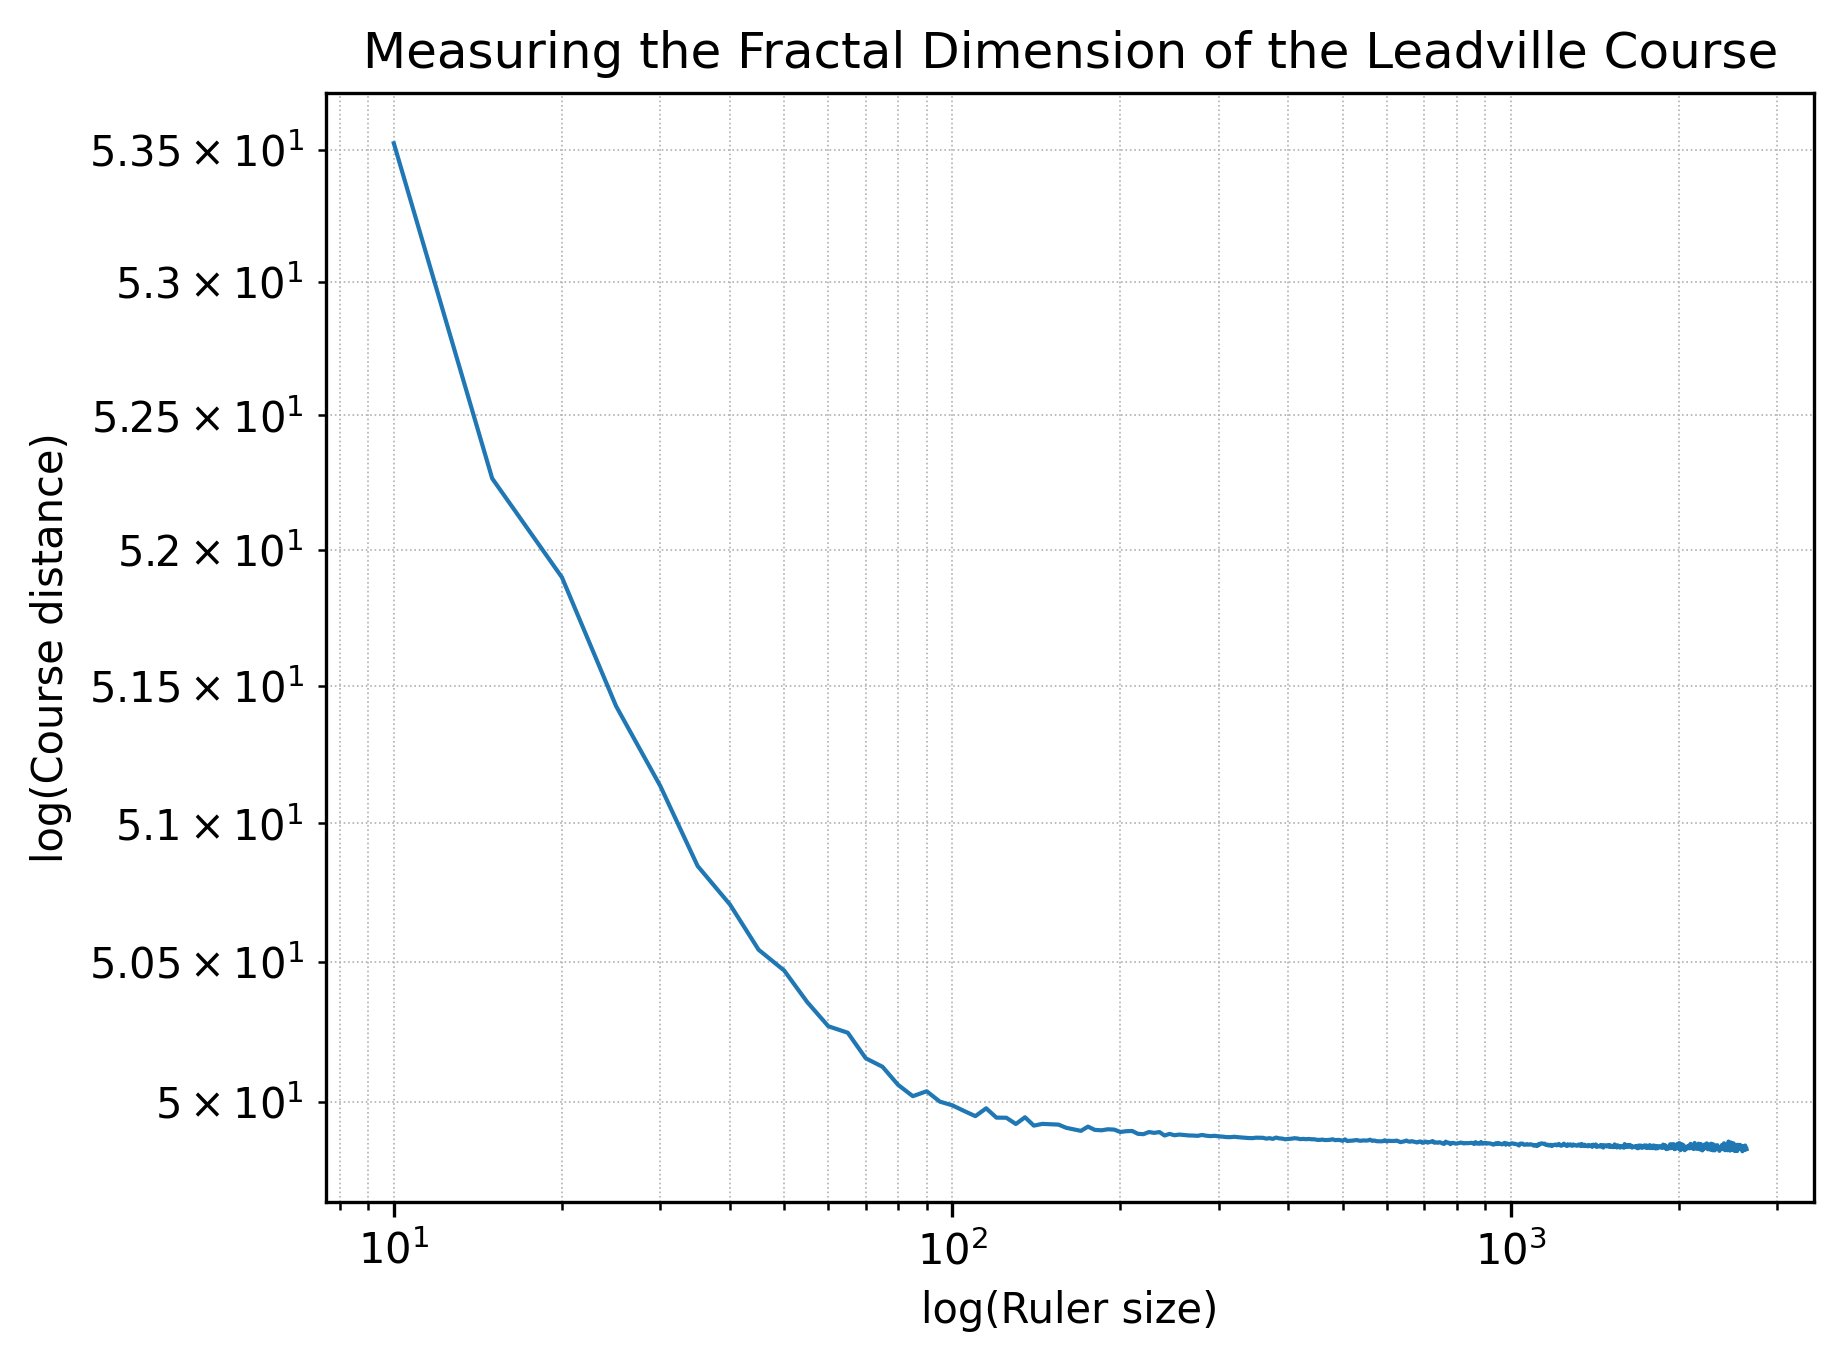 Measuring the Fractal Dimension of the Leadville Course
5.35 × 10¹
5.3 × 10¹
5.25 × 10¹
5.2 × 10¹
5.15 × 10¹
5.1 × 10¹
5.05 × 10¹
5 × 10¹
log(Course distance)
10¹ 10² 10³
log(Ruler size)